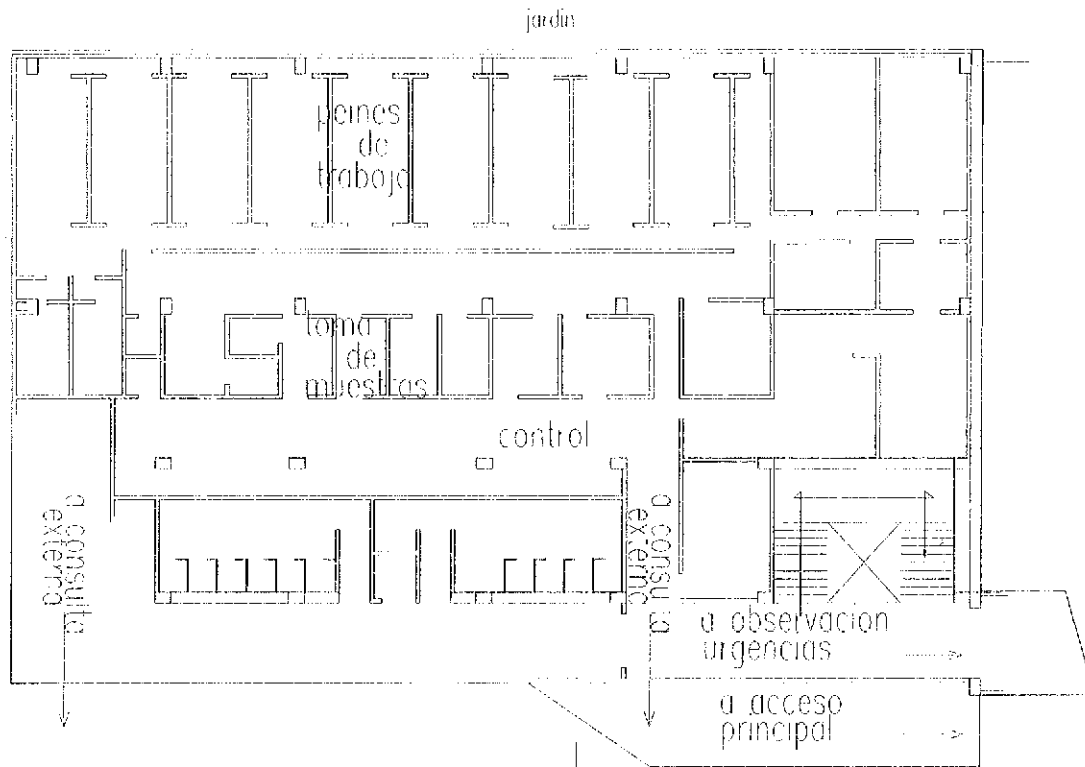 jardin
peines
de
trabajo
toma
de
muestras
control
a consulta
externa
a consulta
externa
a observacion
urgencias
a acceso
principal